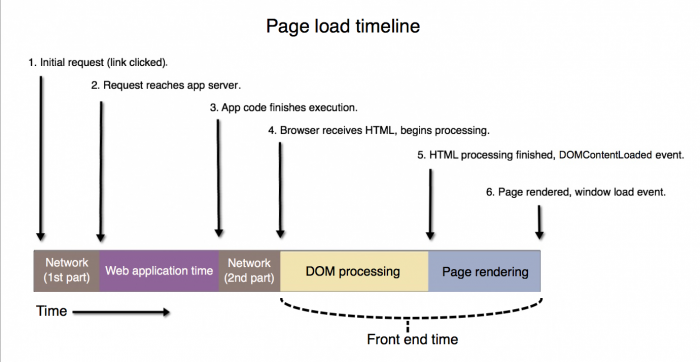 Page load timeline
1. Initial request (link clicked).
2. Request reaches app server.
3. App code finishes execution.
4. Browser receives HTML, begins processing.
5. HTML processing finished, DOMContentLoaded event.
6. Page rendered, window load event.
Network
(1st part)
Web application time
Network
(2nd part)
DOM processing
Page rendering
Time
Front end time